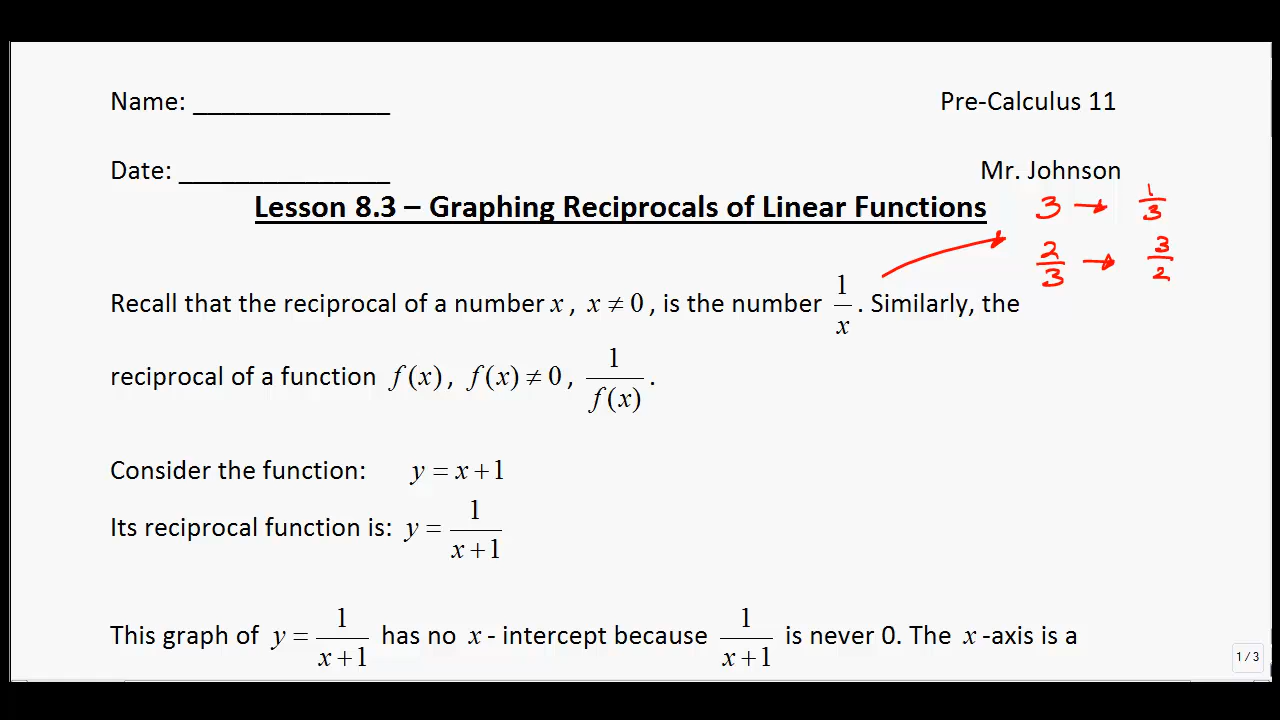 Name: _______________ Pre-Calculus 11
Date: _________________ Mr. Johnson
Lesson 8.3 – Graphing Reciprocals of Linear Functions
3 → 1/3
2/3 → 3/2
Recall that the reciprocal of a number x , x ≠ 0 , is the number 1/x . Similarly, the
reciprocal of a function f(x) , f(x) ≠ 0 , 1/f(x) .
Consider the function: y = x + 1
Its reciprocal function is: y = 1/(x + 1)
This graph of y = 1/(x + 1) has no x - intercept because 1/(x + 1) is never 0. The x -axis is a
1 / 3